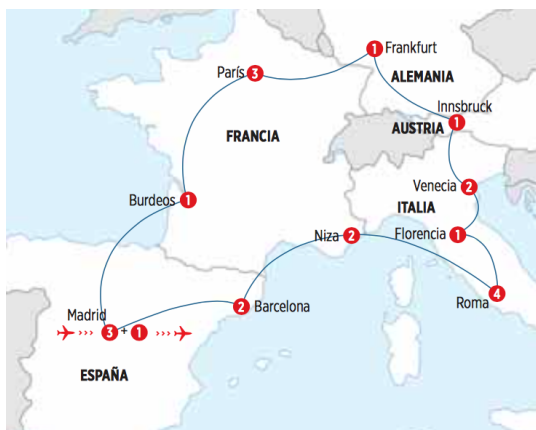 1 Frankfurt
París 3
ALEMANIA
Innsbruck
1
AUSTRIA
FRANCIA
Venecia 2
Burdeos 1
ITALIA
Niza 2
Florencia 1
Roma 4
2 Barcelona
Madrid
››› 3 + 1 ›››
ESPAÑA